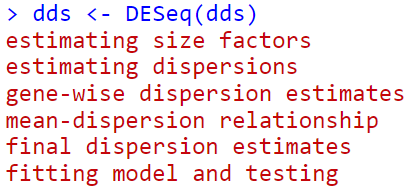 > dds <- DESeq(dds)
estimating size factors
estimating dispersions
gene-wise dispersion estimates
mean-dispersion relationship
final dispersion estimates
fitting model and testing